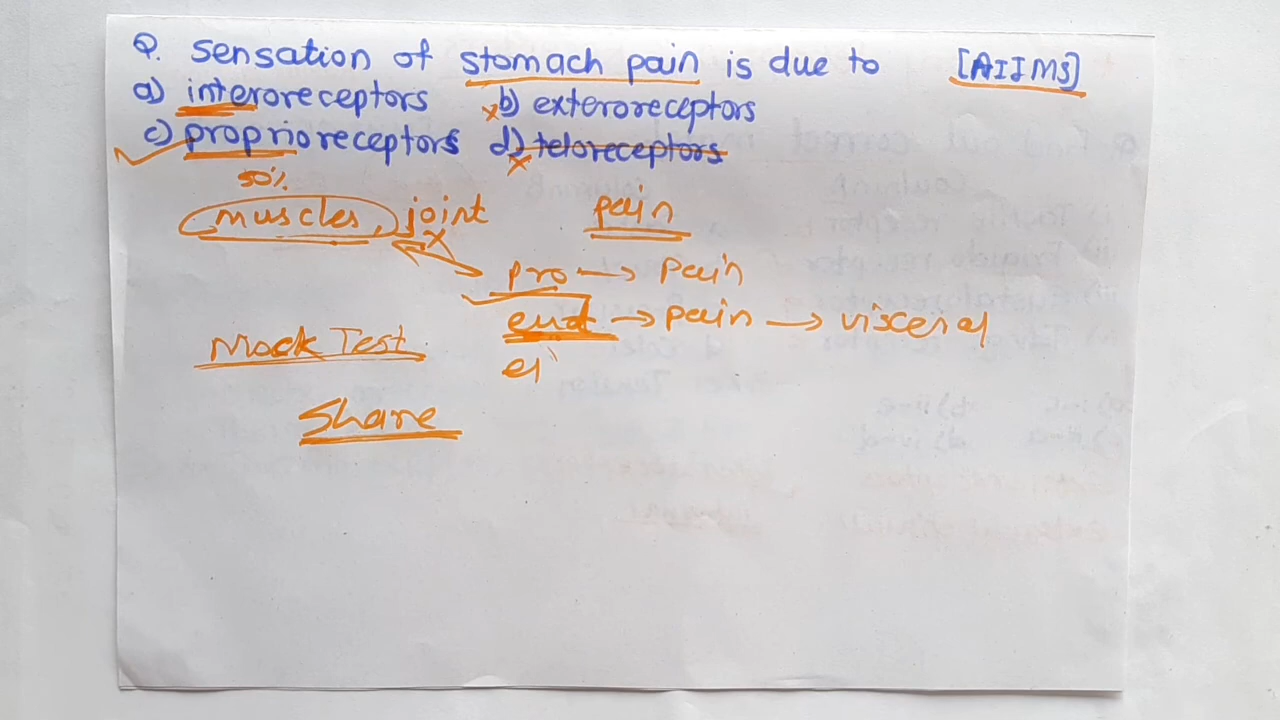 Q. sensation of stomach pain is due to [AIIMS]
a) interoreceptors b) exteroreceptors
c) proprioreceptors d) teloreceptors
50%
muscles, joint pain
pro → pain
→ pain → visceral
Mock Test
Share